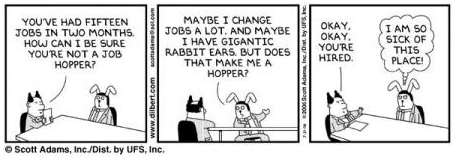 YOU'VE HAD FIFTEEN
JOBS IN TWO MONTHS.
HOW CAN I BE SURE
YOU'RE NOT A JOB
HOPPER?
www.dilbert.com
scottadams@aol.com
MAYBE I CHANGE
JOBS A LOT. AND MAYBE
I HAVE GIGANTIC
RABBIT EARS. BUT DOES
THAT MAKE ME A
HOPPER?
© 2006 Scott Adams, Inc./Dist. by UFS, Inc.
OKAY,
OKAY.
YOU'RE
HIRED.
I AM SO
SICK OF
THIS
PLACE!
© Scott Adams, Inc./Dist. by UFS, Inc.